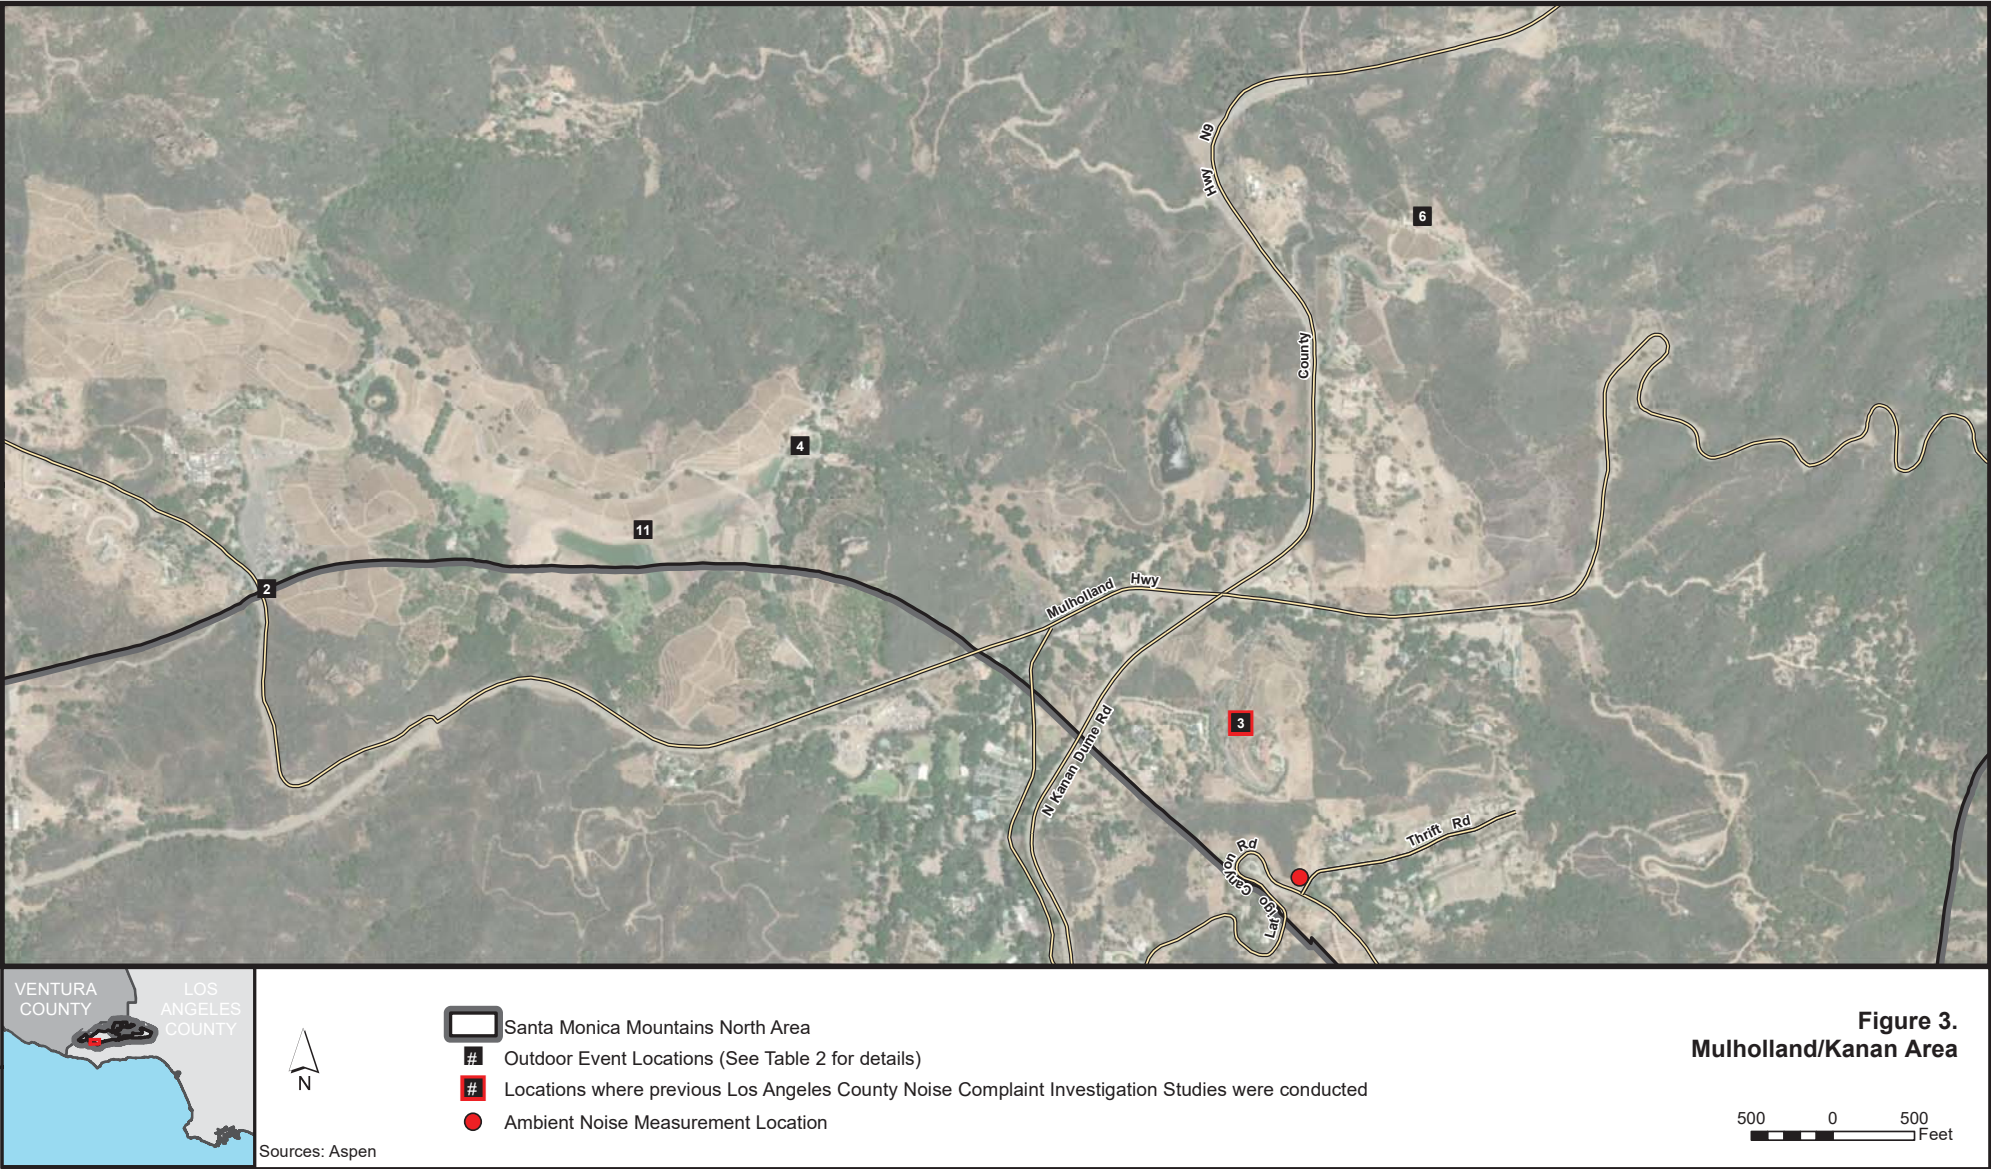 Hwy N9
6
County
4
11
2
Mulholland Hwy
N Kanan Dume Rd
3
Thrift Rd
Latigo Canyon Rd
VENTURA
COUNTY
LOS
ANGELES
COUNTY
N
Sources: Aspen
Santa Monica Mountains North Area
# Outdoor Event Locations (See Table 2 for details)
# Locations where previous Los Angeles County Noise Complaint Investigation Studies were conducted
Ambient Noise Measurement Location
Figure 3.
Mulholland/Kanan Area
500 0 500
Feet